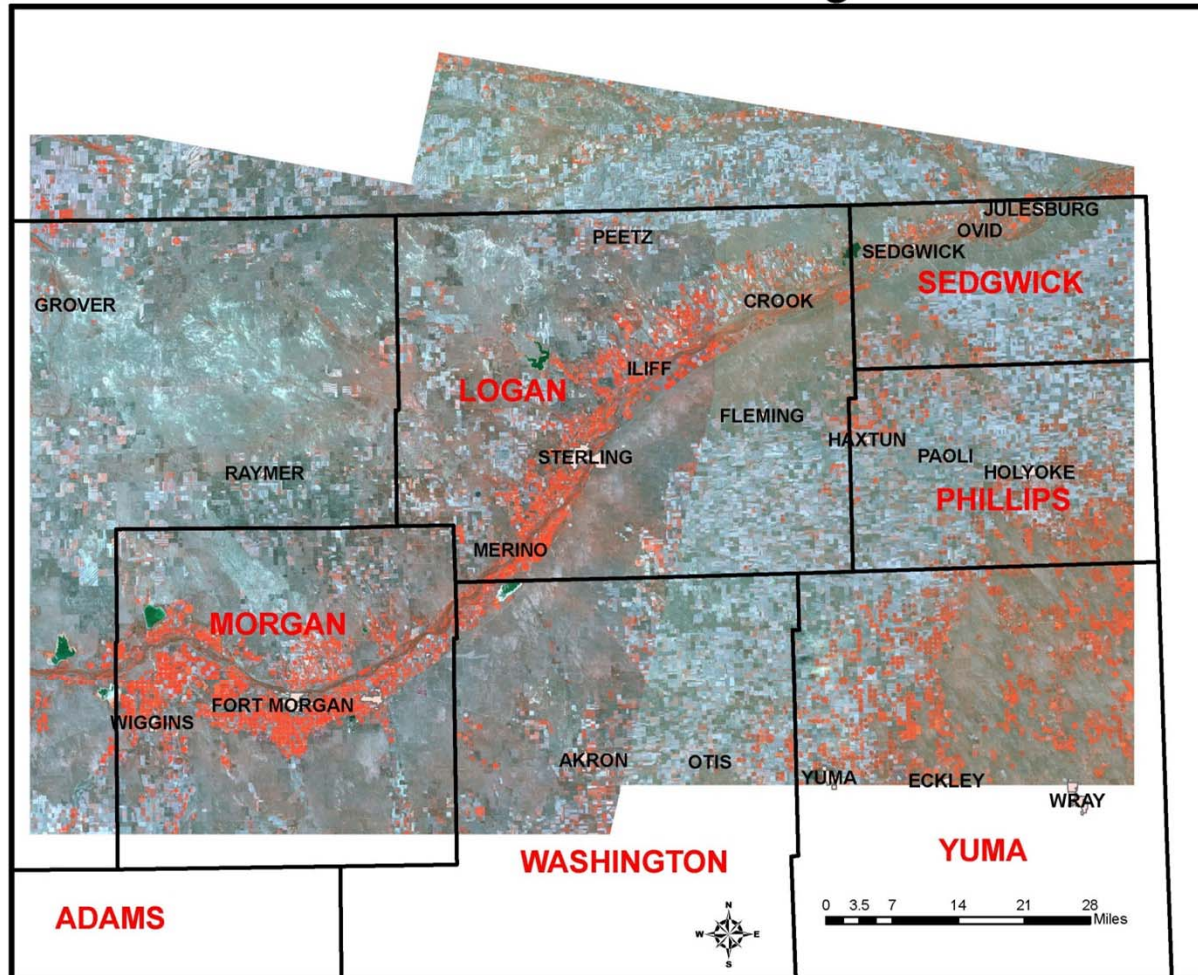 JULESBURG
OVID
PEETZ
SEDGWICK
SEDGWICK
CROOK
GROVER
ILIFF
LOGAN
FLEMING
HAXTUN
PAOLI
STERLING
HOLYOKE
RAYMER
PHILLIPS
MERINO
MORGAN
FORT MORGAN
WIGGINS
AKRON
OTIS
YUMA
ECKLEY
WRAY
WASHINGTON
YUMA
ADAMS
N
W E
S
0 3.5 7 14 21 28
Miles